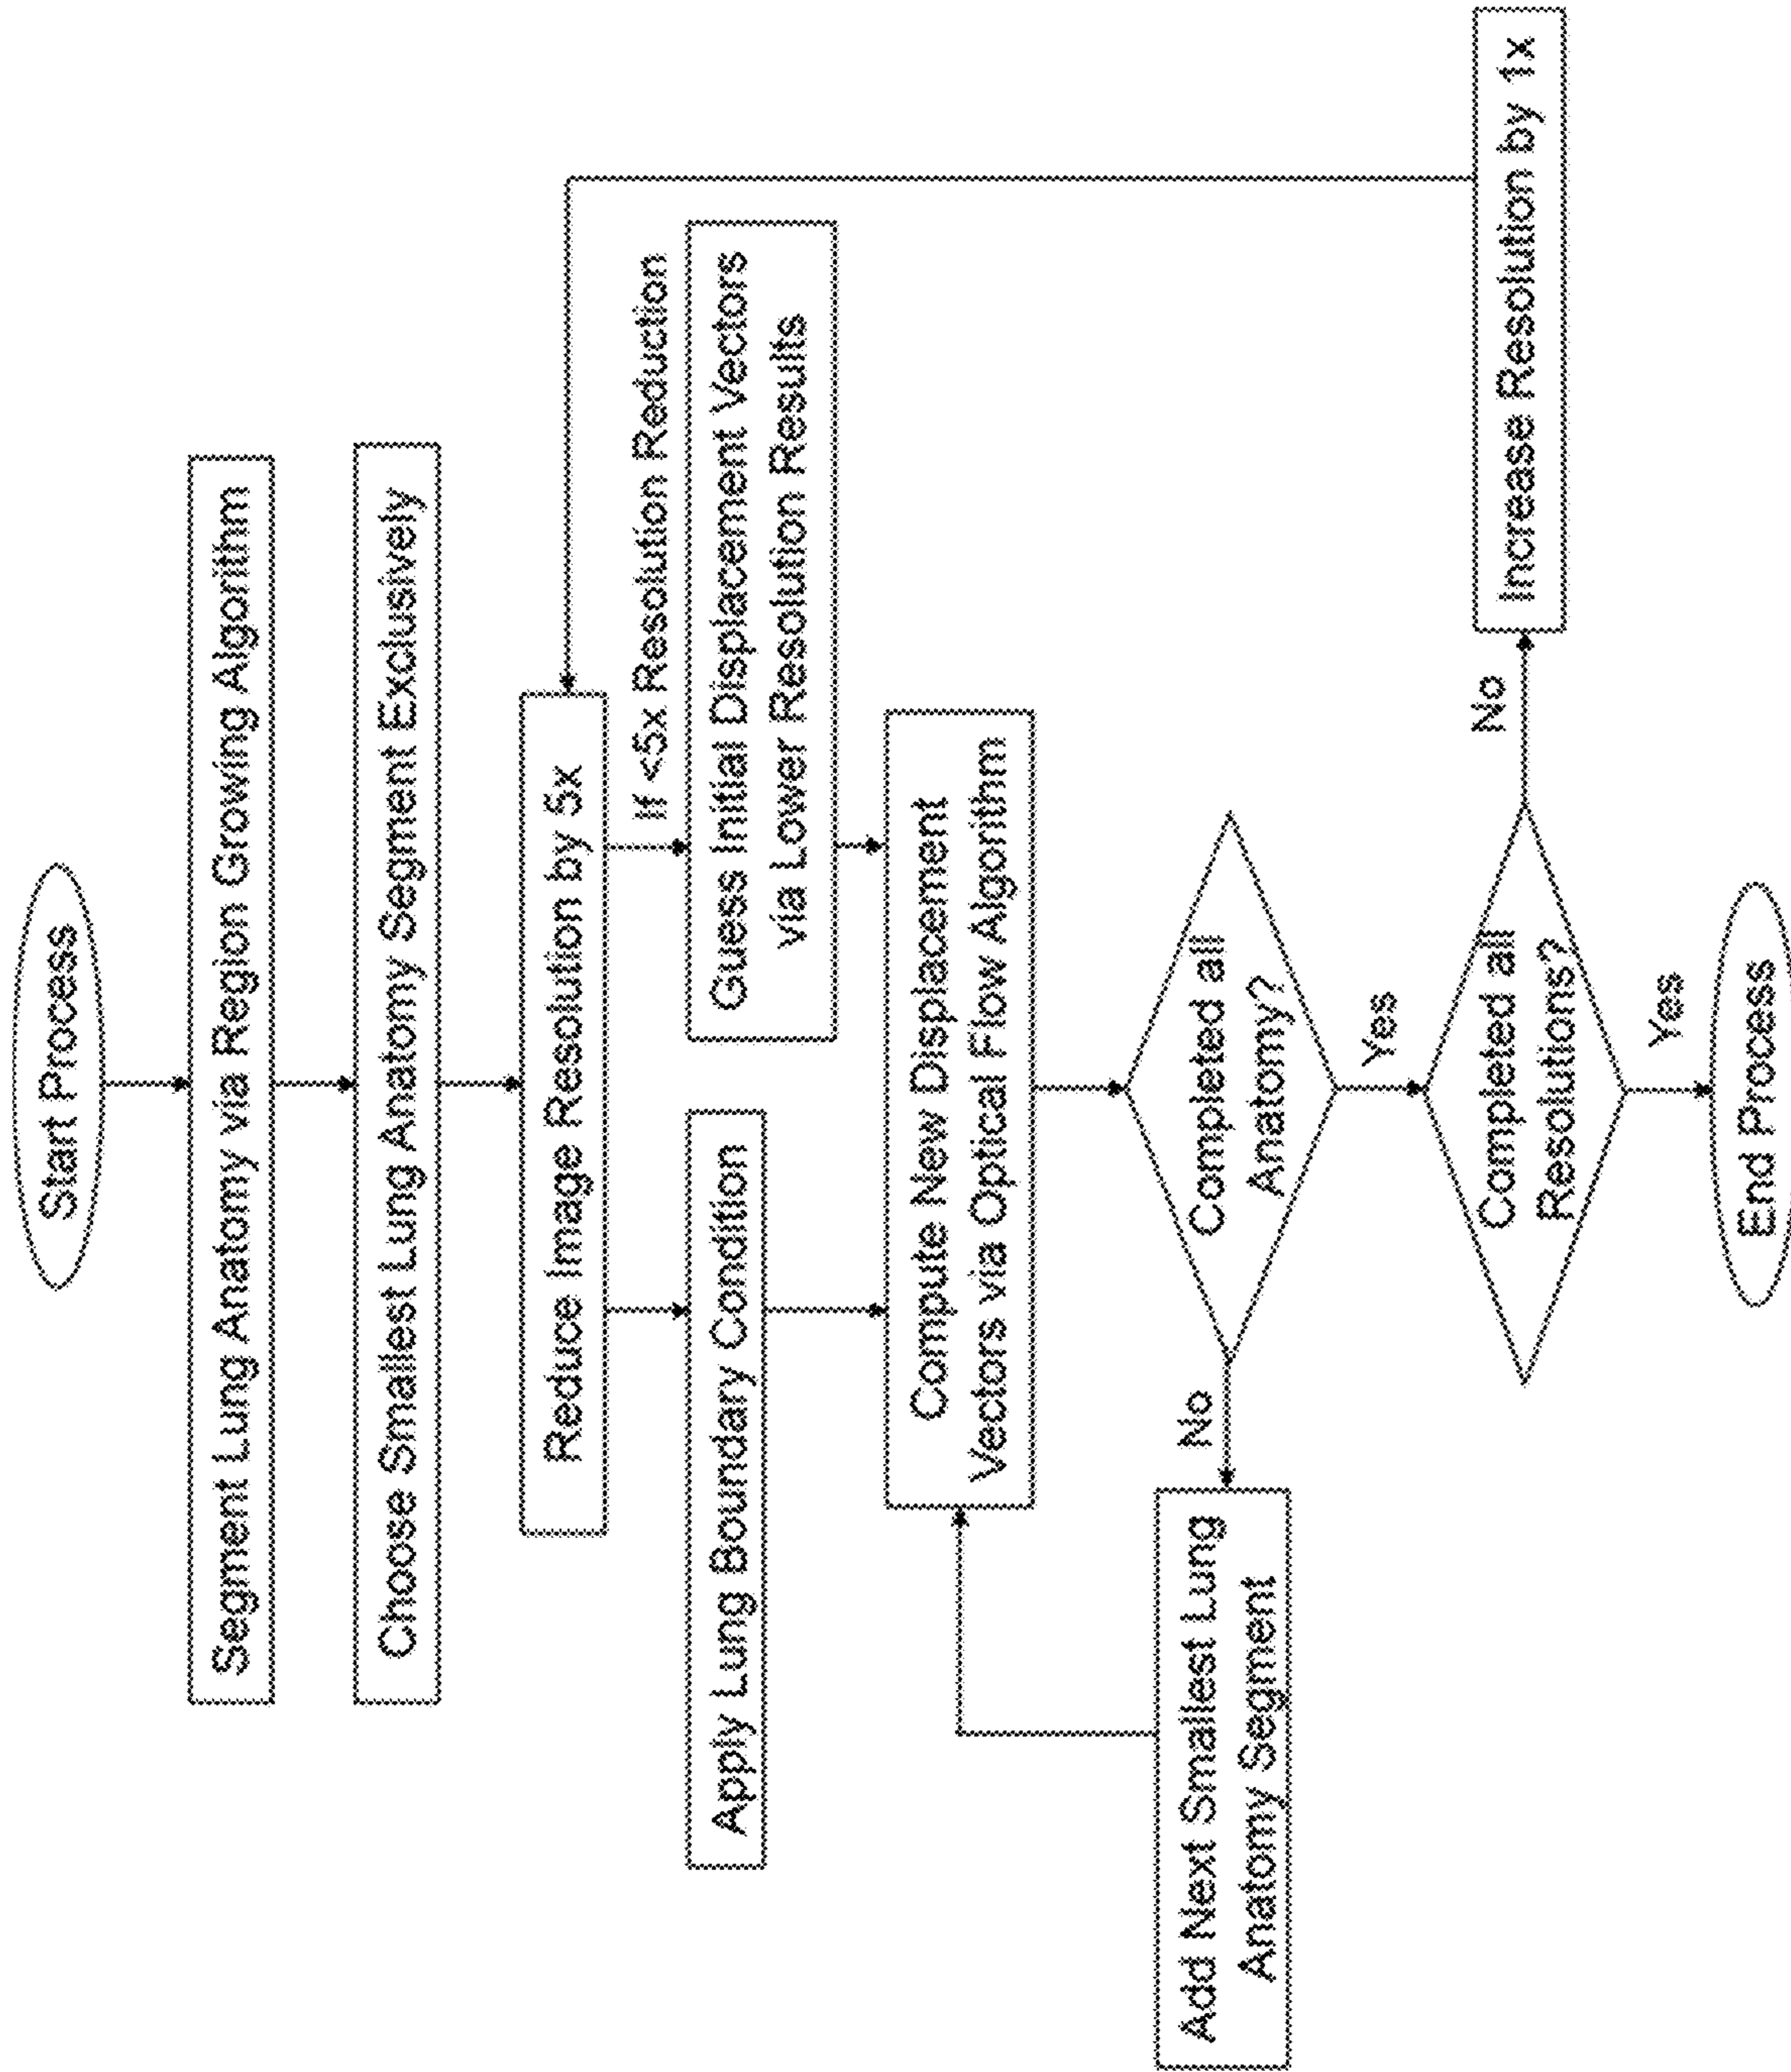 Start Process
Segment Lung Anatomy via Region Growing Algorithm
Choose Smallest Lung Anatomy Segment Exclusively
Reduce Image Resolution by 5x
If <5x Resolution Reduction
Apply Lung Boundary Condition
Guess Initial Displacement Vectors
via Lower Resolution Results
Compute New Displacement
Vectors via Optical Flow Algorithm
Completed all
Anatomy?
No
Add Next Smallest Lung
Anatomy Segment
Yes
Completed all
Resolutions?
No
Increase Resolution by 1x
Yes
End Process